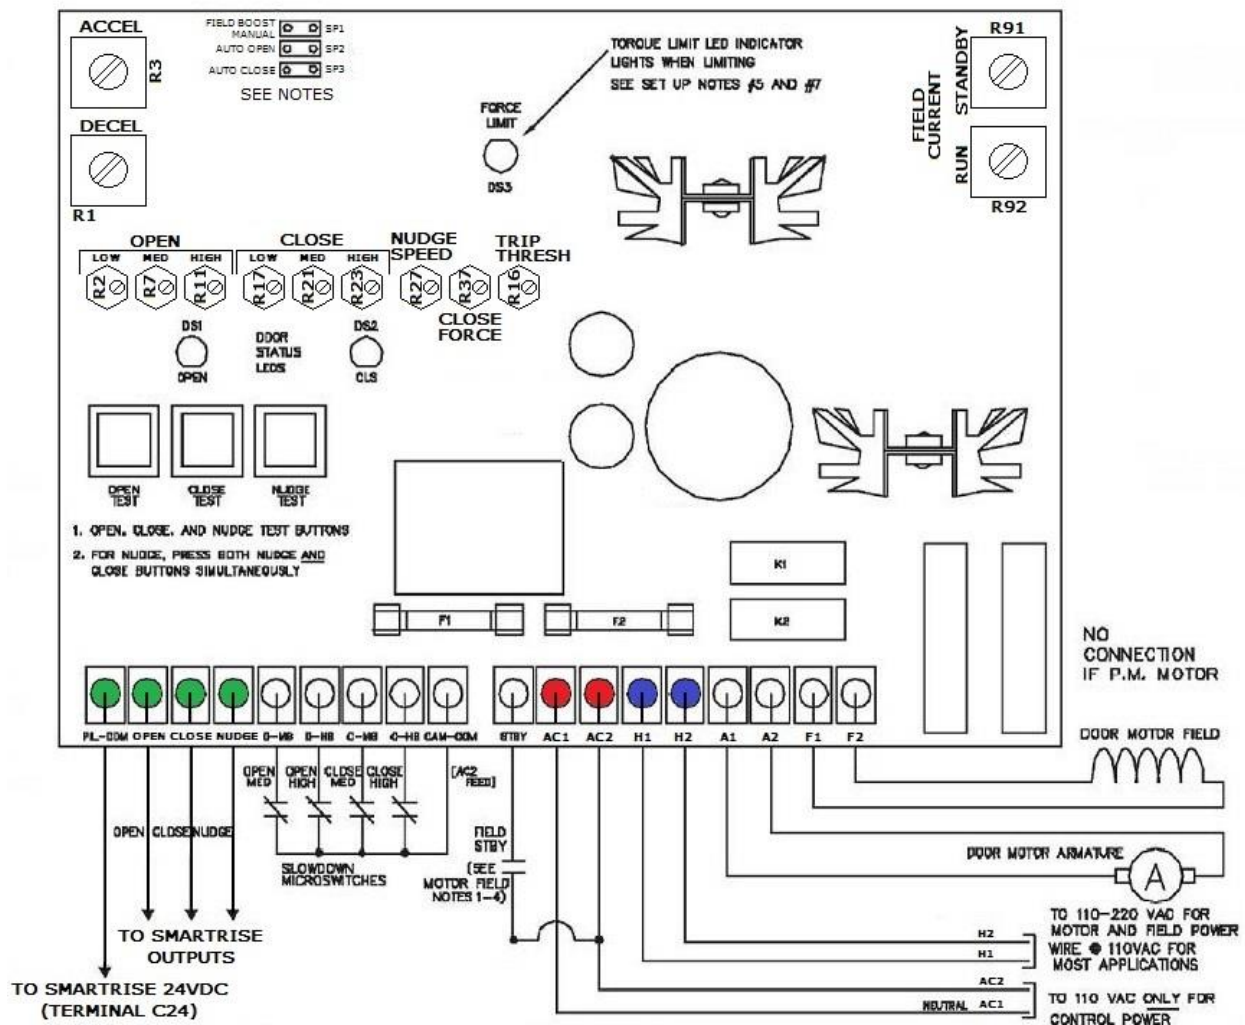 ACCEL
R3
FIELD BOOST
MANUAL
SP1
AUTO OPEN
SP2
AUTO CLOSE
SP3
SEE NOTES
TORQUE LIMIT LED INDICATOR
LIGHTS WHEN LIMITING
SEE SET UP NOTES #5 AND #7
FORCE
LIMIT
DS3
R91
STANDBY
FIELD
CURRENT
RUN
R92
DECEL
R1
OPEN
LOW MED HIGH
R2 R7 R11
CLOSE
LOW MED HIGH
R17 R21 R23
NUDGE
SPEED
R27
R37
CLOSE
FORCE
TRIP
THRESH
R16
DS1
OPEN
DOOR
STATUS
LEDS
DS2
CLS
OPEN
TEST
CLOSE
TEST
NUDGE
TEST
1. OPEN, CLOSE, AND NUDGE TEST BUTTONS
2. FOR NUDGE, PRESS BOTH NUDGE AND
CLOSE BUTTONS SIMULTANEOUSLY
K1
K2
F1
F2
NO
CONNECTION
IF P.M. MOTOR
OPEN CLOSE NUDGE
CAM-COM
STBY AC1 AC2 H1 H2 A1 A2 F1 F2
DOOR MOTOR FIELD
OPEN
MED
OPEN
HIGH
CLOSE
MED
CLOSE
HIGH
[AC2
FEED]
OPEN CLOSE NUDGE
SLOWDOWN
MICROSWITCHES
FIELD
STBY
(SEE
MOTOR FIELD
NOTES 1-4)
DOOR MOTOR ARMATURE
A
TO SMARTRISE
OUTPUTS
TO SMARTRISE 24VDC
(TERMINAL C24)
H2
H1
TO 110-220 VAC FOR
MOTOR AND FIELD POWER
WIRE @ 110VAC FOR
MOST APPLICATIONS
AC2
NEUTRAL AC1
TO 110 VAC ONLY FOR
CONTROL POWER